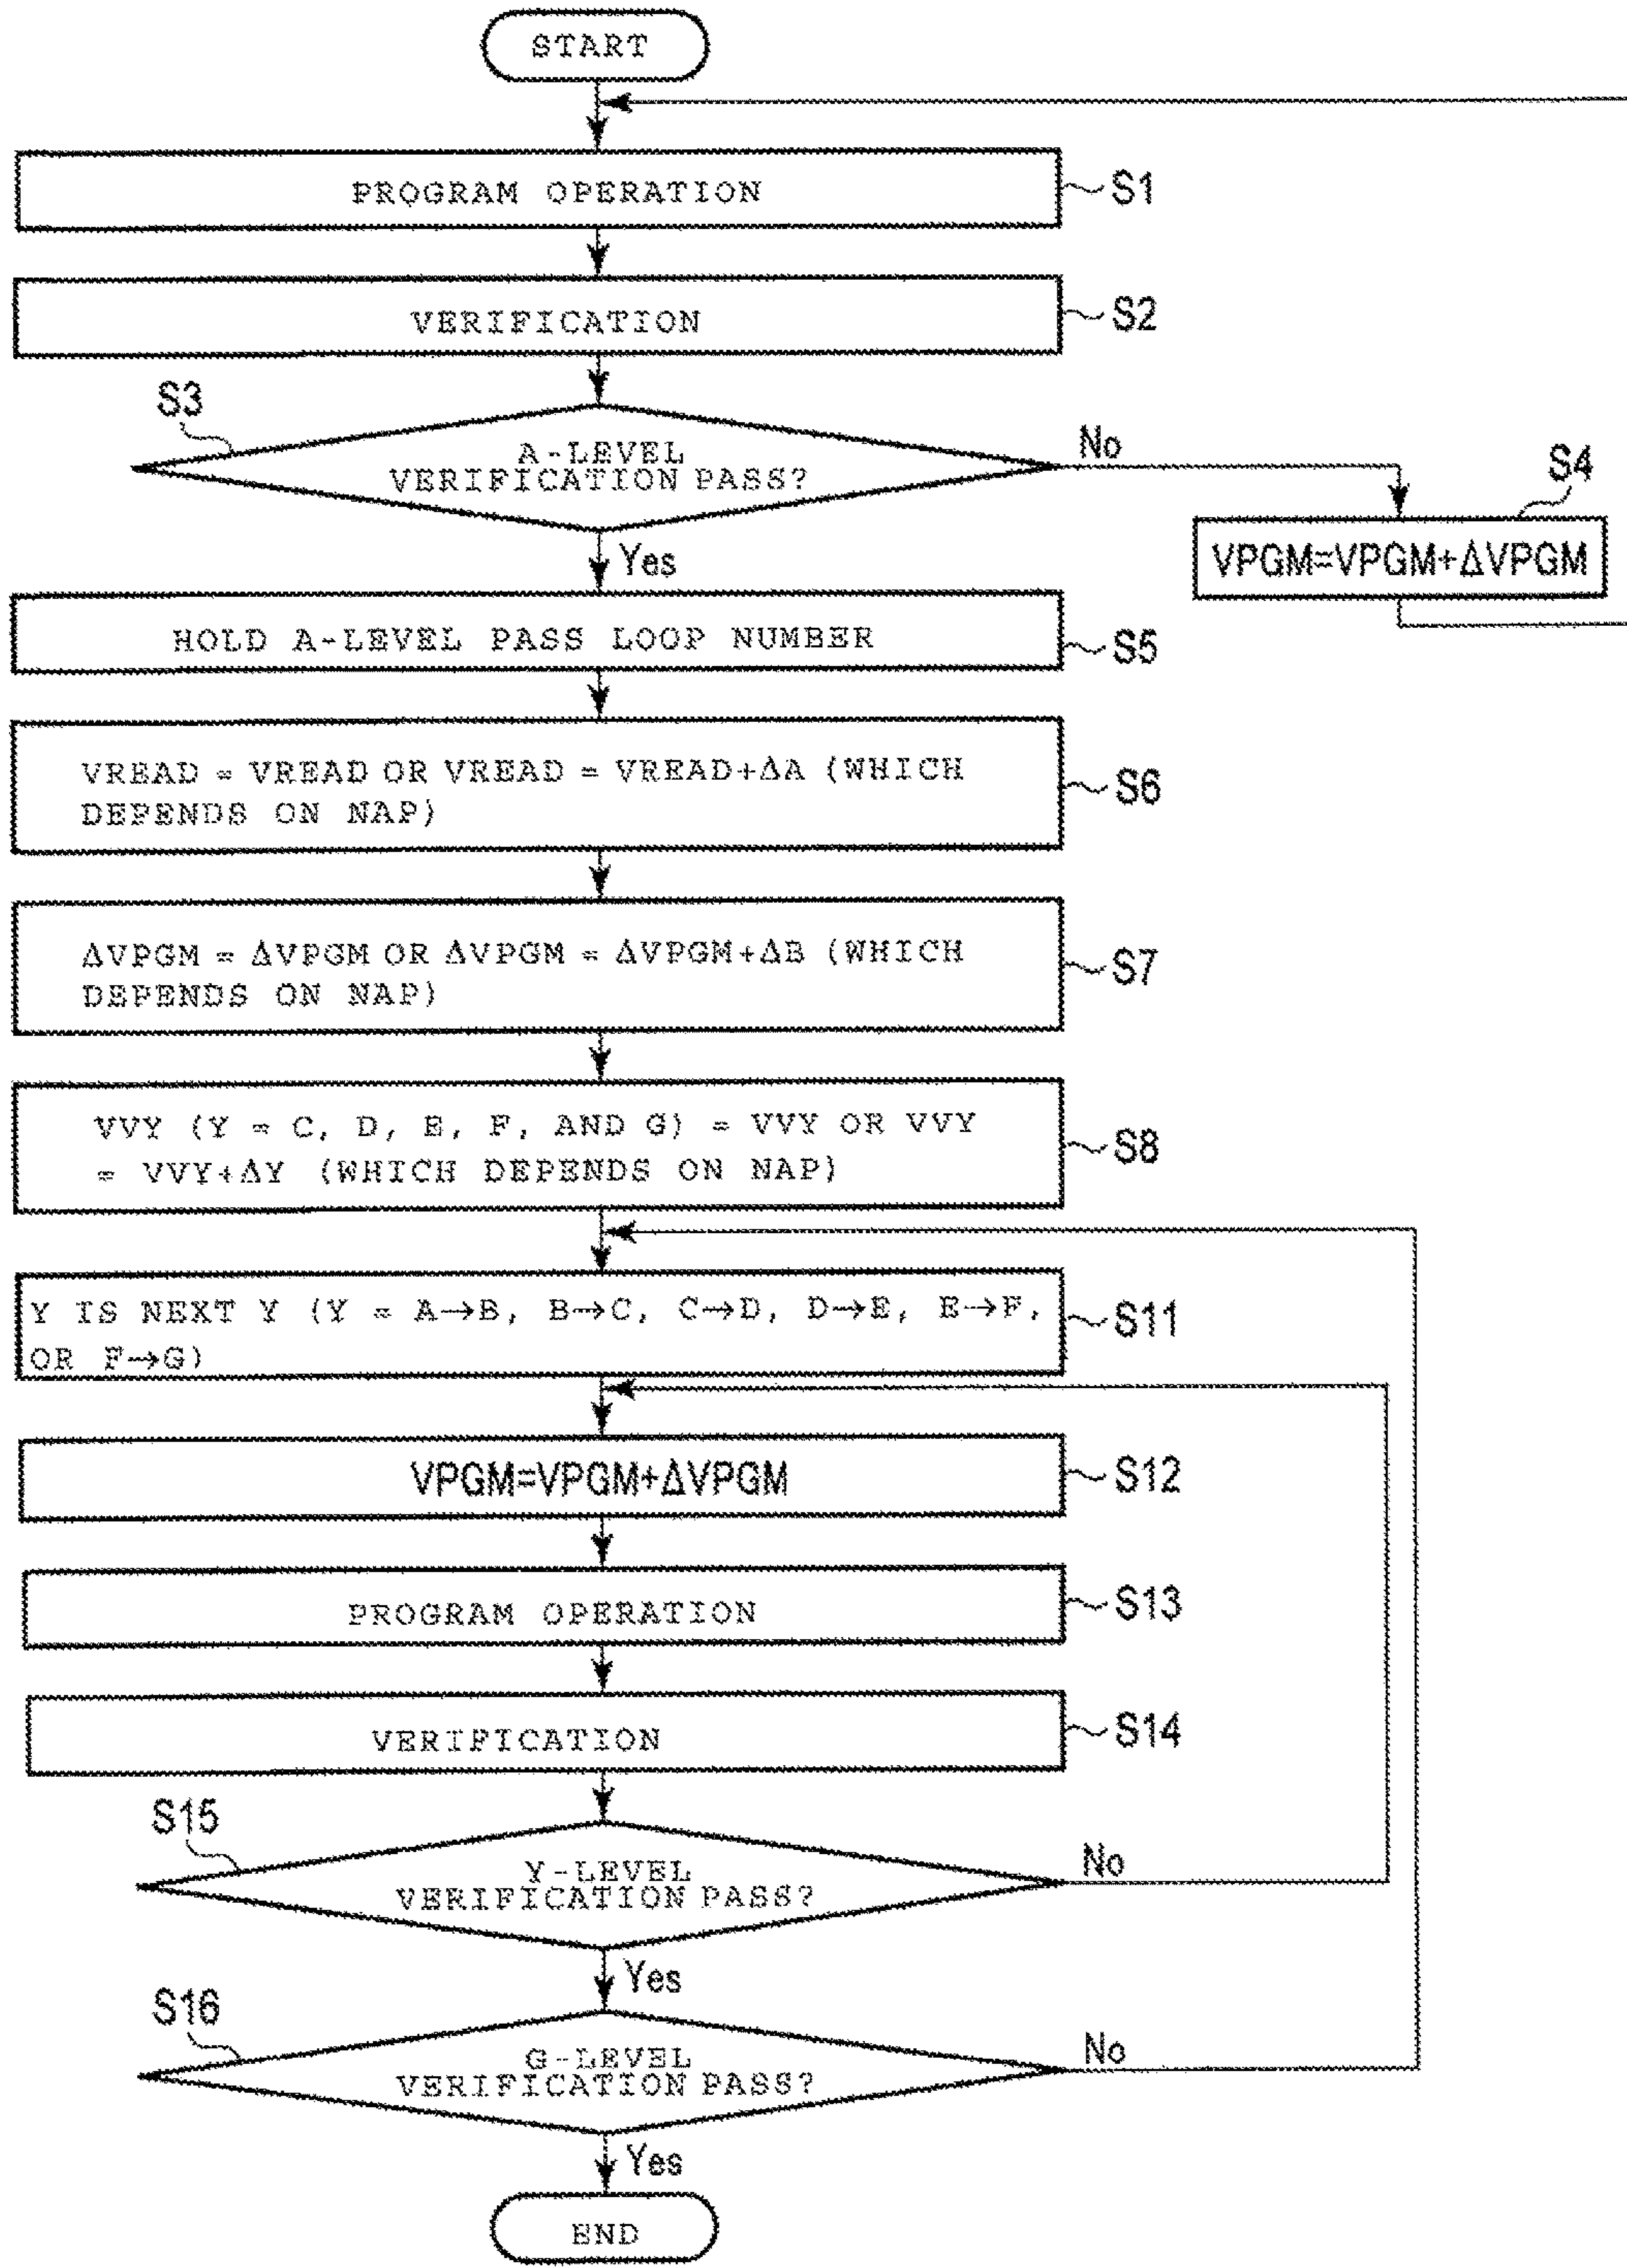 START
PROGRAM OPERATION
S1
VERIFICATION
S2
S3
A-LEVEL
VERIFICATION PASS?
No
S4
VPGM=VPGM+ΔVPGM
Yes
HOLD A-LEVEL PASS LOOP NUMBER
S5
VREAD = VREAD OR VREAD = VREAD+ΔA (WHICH
DEPENDS ON NAP)
S6
ΔVPGM = ΔVPGM OR ΔVPGM = ΔVPGM+ΔB (WHICH
DEPENDS ON NAP)
S7
VVY (Y = C, D, E, F, AND G) = VVY OR VVY
= VVY+ΔY (WHICH DEPENDS ON NAP)
S8
Y IS NEXT Y (Y = A→B, B→C, C→D, D→E, E→F,
OR F→G)
S11
VPGM=VPGM+ΔVPGM
S12
PROGRAM OPERATION
S13
VERIFICATION
S14
S15
Y-LEVEL
VERIFICATION PASS?
No
Yes
S16
G-LEVEL
VERIFICATION PASS?
No
Yes
END